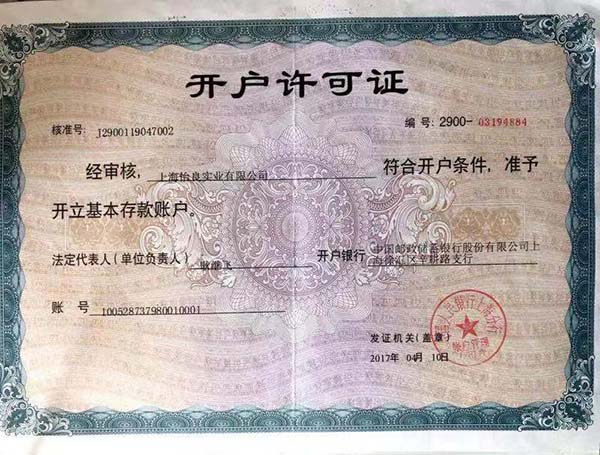 开户许可证
核准号: J2900119047002
编号: 2900-03194884
经审核, 上海怡良实业有限公司 符合开户条件, 准予
开立基本存款账户。
法定代表人(单位负责人) 飞 开户银行 中国邮政储蓄银行股份有限公司上
海徐汇区辛耕路支行
账号 100528737980010001
发证机关(盖章)
2017年 04月 10日